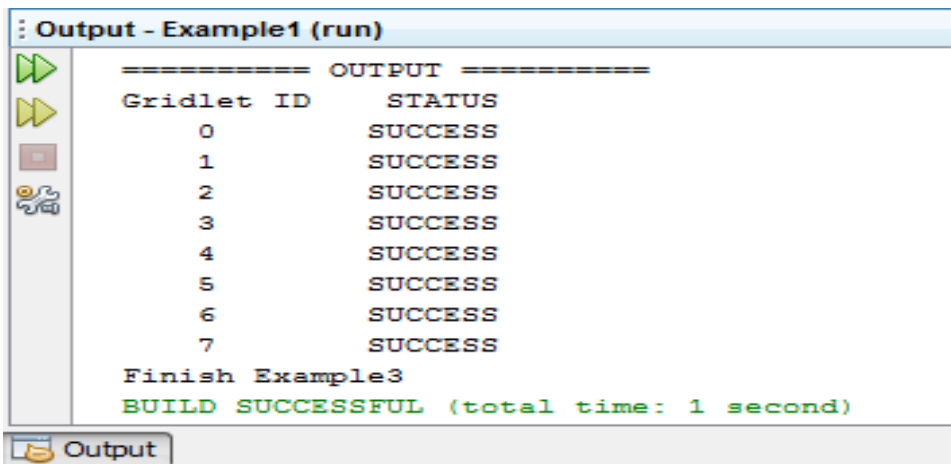 Output - Example1 (run)
========== OUTPUT ==========
Gridlet ID STATUS
0 SUCCESS
1 SUCCESS
2 SUCCESS
3 SUCCESS
4 SUCCESS
5 SUCCESS
6 SUCCESS
7 SUCCESS
Finish Example3
BUILD SUCCESSFUL (total time: 1 second)
Output